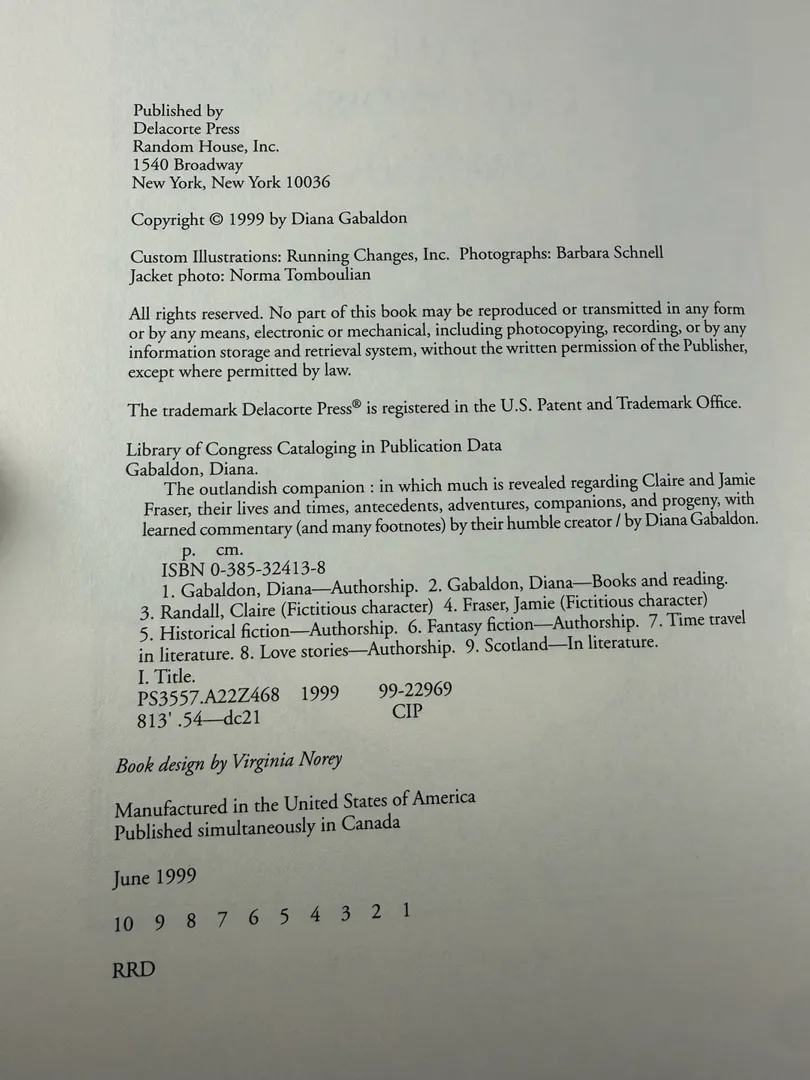 Published by
Delacorte Press
Random House, Inc.
1540 Broadway
New York, New York 10036
Copyright © 1999 by Diana Gabaldon
Custom Illustrations: Running Changes, Inc. Photographs: Barbara Schnell
Jacket photo: Norma Tomboulian
All rights reserved. No part of this book may be reproduced or transmitted in any form
or by any means, electronic or mechanical, including photocopying, recording, or by any
information storage and retrieval system, without the written permission of the Publisher,
except where permitted by law.
The trademark Delacorte Press® is registered in the U.S. Patent and Trademark Office.
Library of Congress Cataloging in Publication Data
Gabaldon, Diana.
The outlandish companion : in which much is revealed regarding Claire and Jamie
Fraser, their lives and times, antecedents, adventures, companions, and progeny, with
learned commentary (and many footnotes) by their humble creator / by Diana Gabaldon.
p. cm.
ISBN 0-385-32413-8
1. Gabaldon, Diana—Authorship. 2. Gabaldon, Diana—Books and reading.
3. Randall, Claire (Fictitious character) 4. Fraser, Jamie (Fictitious character)
5. Historical fiction—Authorship. 6. Fantasy fiction—Authorship. 7. Time travel
in literature. 8. Love stories—Authorship. 9. Scotland—In literature.
I. Title.
PS3557.A22Z468 1999 99-22969
813' .54—dc21 CIP
Book design by Virginia Norey
Manufactured in the United States of America
Published simultaneously in Canada
June 1999
10 9 8 7 6 5 4 3 2 1
RRD